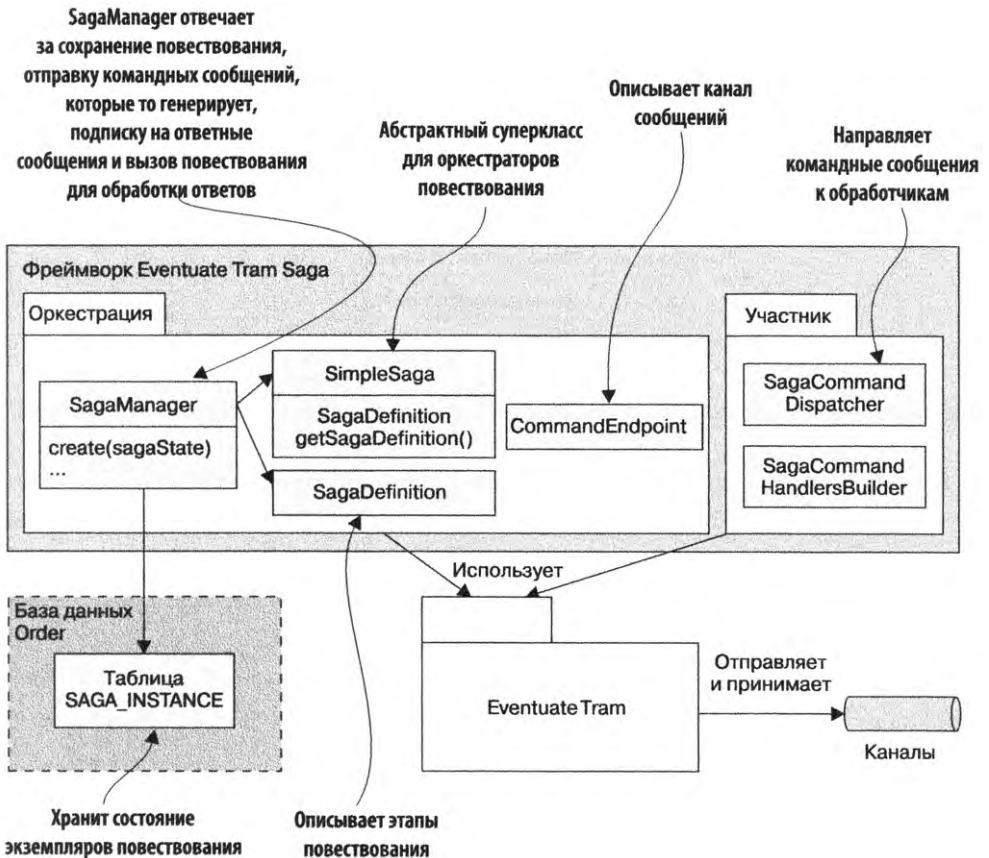 SagaManager отвечает
за сохранение повествования,
отправку командных сообщений,
которые то генерирует,
подписку на ответные
сообщения и вызов повествования
для обработки ответов
Абстрактный суперкласс
для оркестраторов
повествования
Описывает канал
сообщений
Направляет
командные сообщения
к обработчикам
Фреймворк Eventuate Tram Saga
Оркестрация
SagaManager
create(sagaState)
...
SimpleSaga
SagaDefinition
getSagaDefinition()
SagaDefinition
CommandEndpoint
Участник
SagaCommand
Dispatcher
SagaCommand
HandlersBuilder
Использует
База данных
Order
Таблица
SAGA_INSTANCE
Eventuate Tram
Отправляет
и принимает
Каналы
Хранит состояние
экземпляров повествования
Описывает этапы
повествования